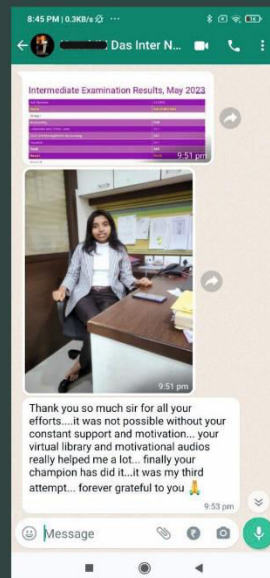 8:45 PM | 0.3KB/s
Das Inter N...
Intermediate Examination Results, May 2023
9:51 pm
9:51 pm
Thank you so much sir for all your
efforts....it was not possible without your
constant support and motivation... your
virtual library and motivational audios
really helped me a lot... finally your
champion has did it...it was my third
attempt... forever grateful to you 🙏
9:53 pm
Message